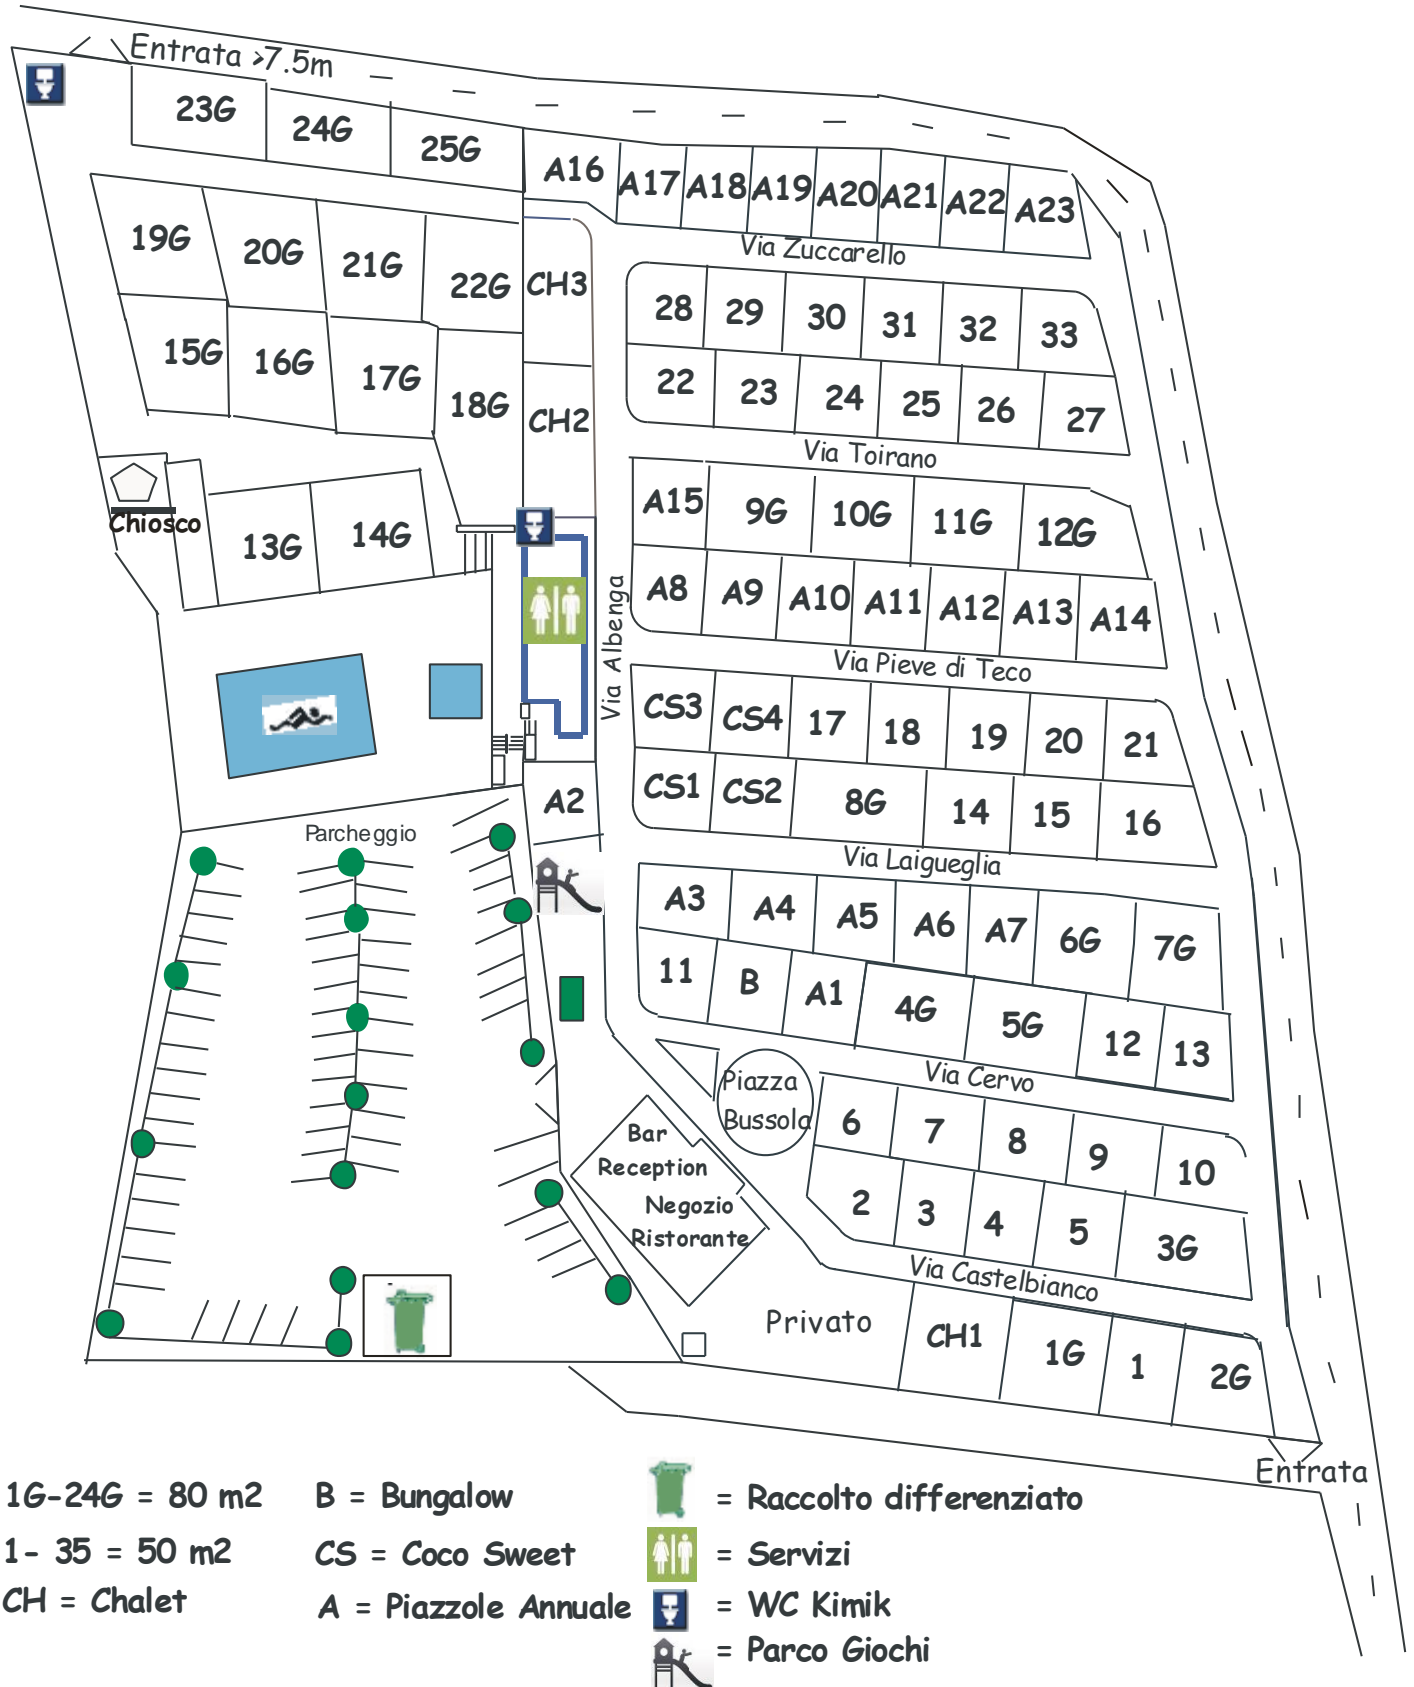 Entrata >7.5m
23G
24G
25G
A16
A17
A18
A19
A20
A21
A22
A23
Via Zuccarello
19G
20G
21G
22G
CH3
28
29
30
31
32
33
15G
16G
17G
18G
CH2
22
23
24
25
26
27
Via Toirano
Chiosco
13G
14G
A15
9G
10G
11G
12G
A8
A9
A10
A11
A12
A13
A14
Via Albenga
Via Pieve di Teco
CS3
CS4
17
18
19
20
21
CS1
CS2
8G
14
15
16
A2
Parcheggio
Via Laigueglia
A3
A4
A5
A6
A7
6G
7G
11
B
A1
4G
5G
12
13
Via Cervo
Piazza
Bussola
6
7
8
9
10
Bar
Reception
Negozio
Ristorante
2
3
4
5
3G
Via Castelbianco
Privato
CH1
1G
1
2G
Entrata
1G-24G = 80 m2
B = Bungalow
= Raccolto differenziato
1- 35 = 50 m2
CS = Coco Sweet
= Servizi
CH = Chalet
A = Piazzole Annuale
= WC Kimik
= Parco Giochi